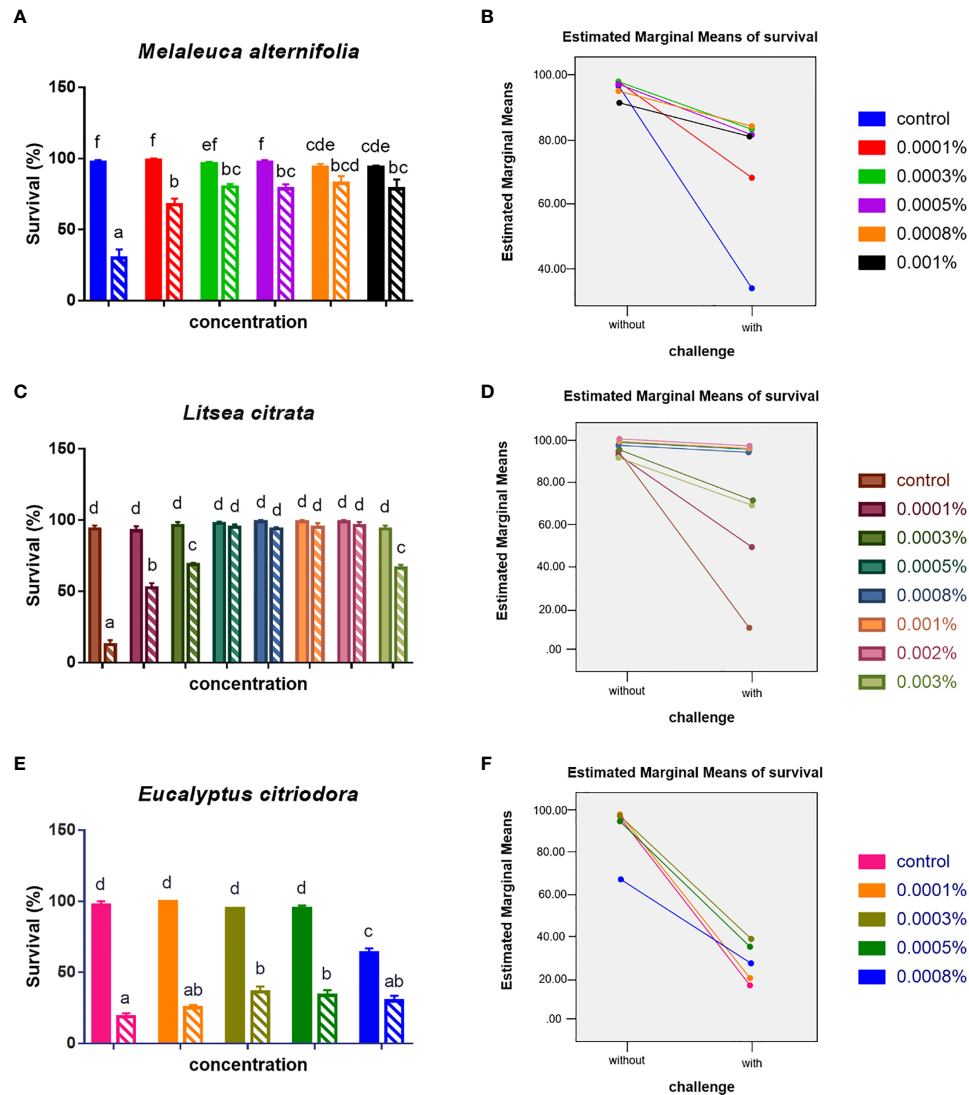 A
Melaleuca alternifolia
150
100
50
0
Survival (%)
f
a
f
b
ef
bc
f
bc
cde
bcd
cde
bc
concentration
B
Estimated Marginal Means of survival
Estimated Marginal Means
100.00
80.00
60.00
40.00
without
with
challenge
control
0.0001%
0.0003%
0.0005%
0.0008%
0.001%
C
Litsea citrata
150
100
50
0
Survival (%)
d
a
d
b
d
c
d
d
d
d
d
d
d
d
d
c
concentration
D
Estimated Marginal Means of survival
Estimated Marginal Means
100.00
80.00
60.00
40.00
20.00
.00
without
with
challenge
control
0.0001%
0.0003%
0.0005%
0.0008%
0.001%
0.002%
0.003%
E
Eucalyptus citriodora
150
100
50
0
Survival (%)
d
a
d
ab
d
b
d
b
c
ab
concentration
F
Estimated Marginal Means of survival
Estimated Marginal Means
100.00
80.00
60.00
40.00
20.00
.00
without
with
challenge
control
0.0001%
0.0003%
0.0005%
0.0008%